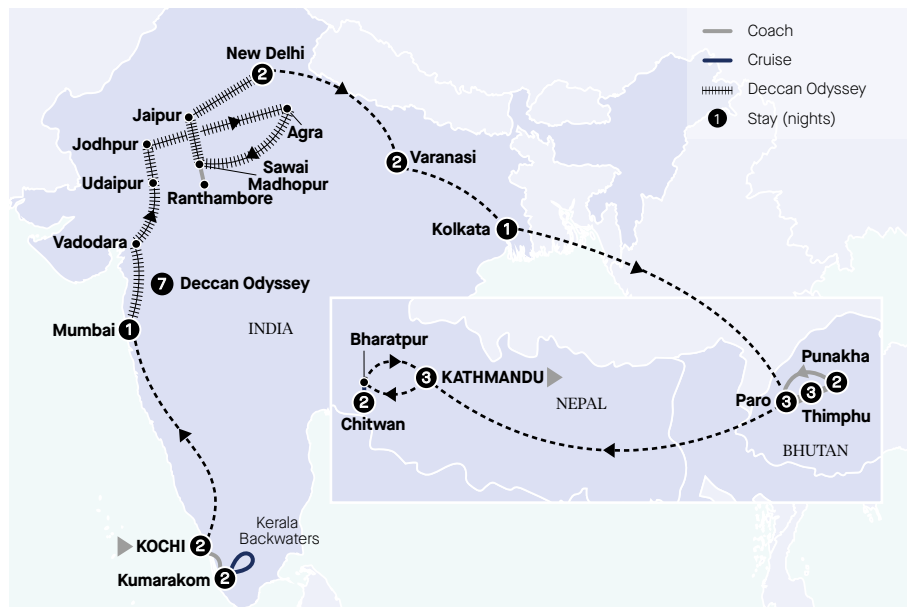 Coach
Cruise
Deccan Odyssey
1 Stay (nights)
New Delhi
2
Jaipur
Agra
Jodhpur
Sawai
Madhopur
Udaipur
Ranthambore
2 Varanasi
Kolkata 1
Vadodara
7 Deccan Odyssey
Mumbai 1
INDIA
Bharatpur
3 KATHMANDU
2
Chitwan
NEPAL
Punakha
2
Paro 3
3
Thimphu
BHUTAN
Kerala
Backwaters
KOCHI 2
Kumarakom 2